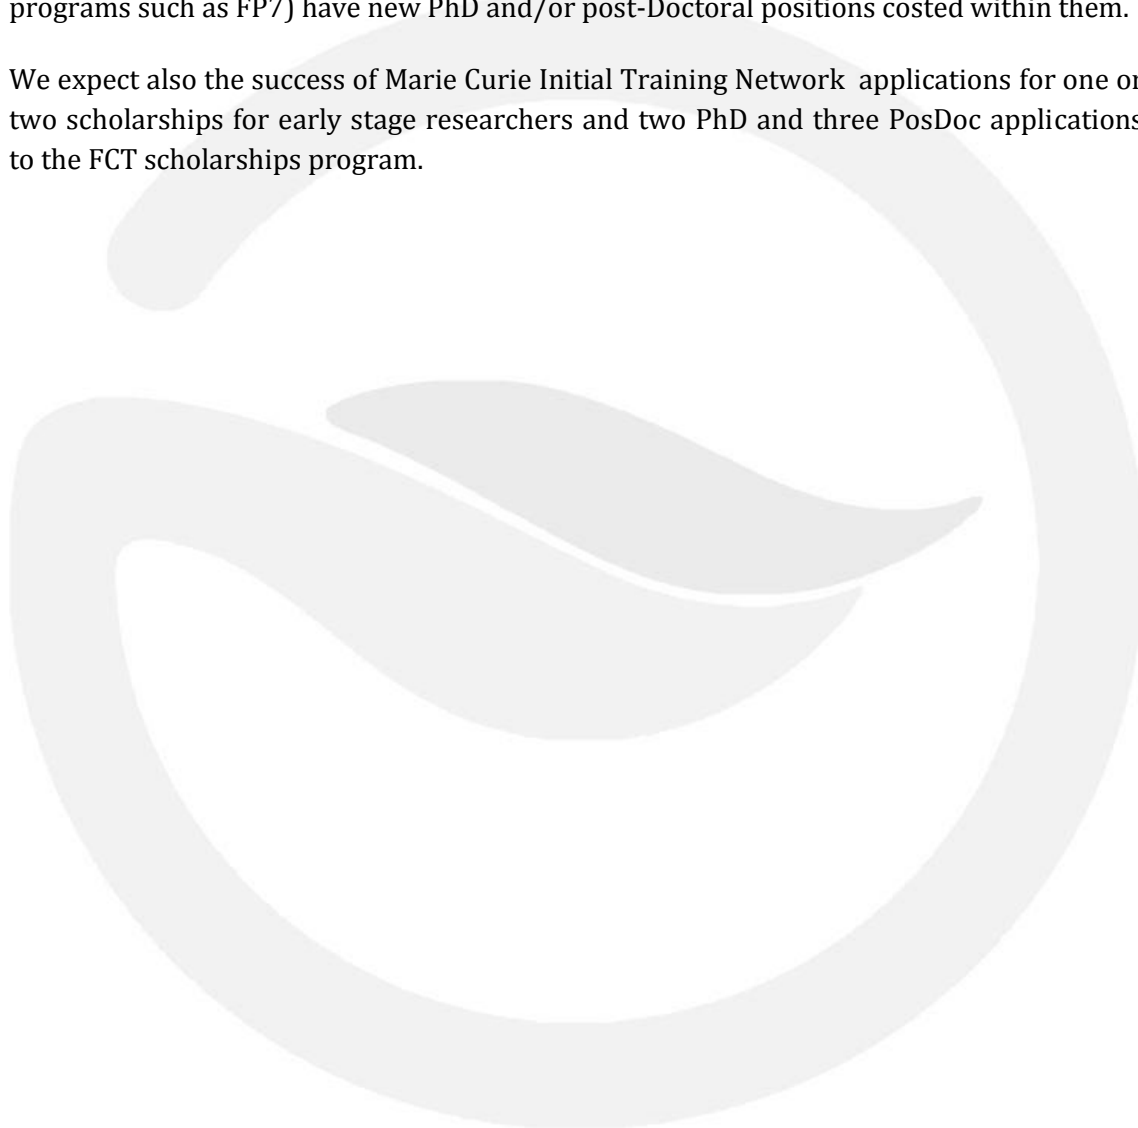 programs such as FP7) have new PhD and/or post-Doctoral positions costed within them.
We expect also the success of Marie Curie Initial Training Network  applications for one or
two scholarships for early stage researchers and two PhD and three PosDoc applications
to the FCT scholarships program.